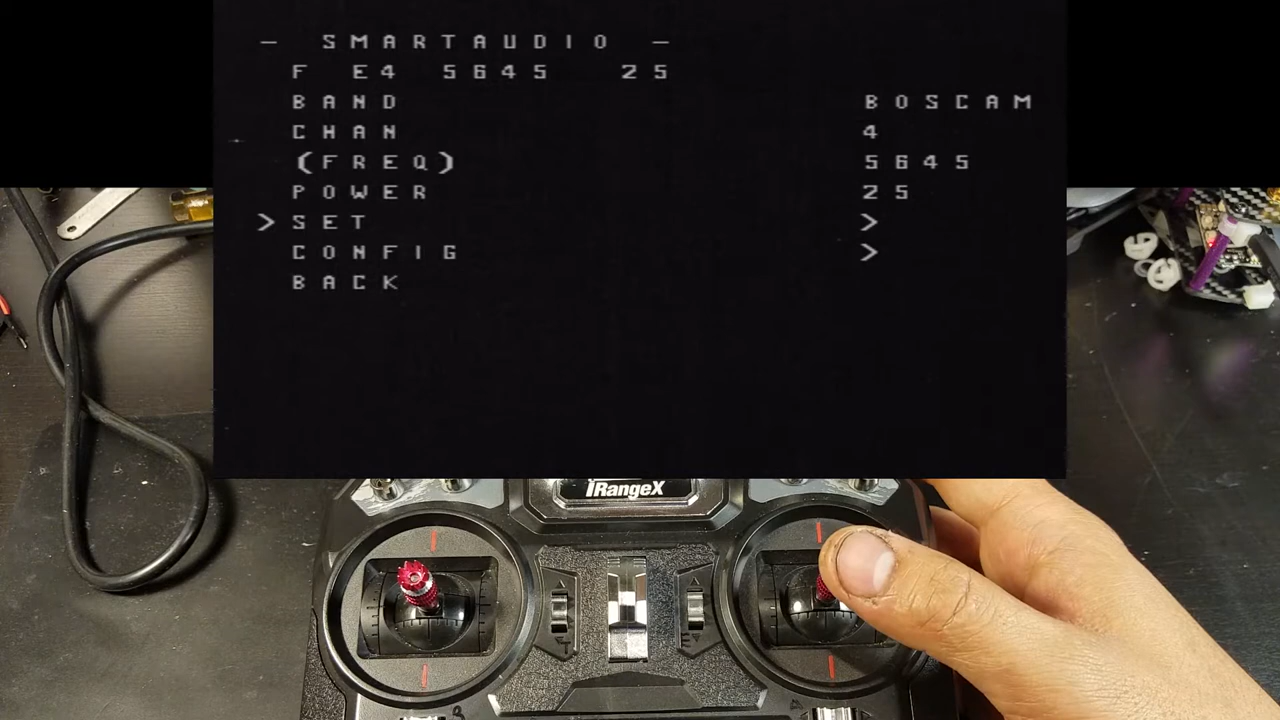 - SMARTAUDIO -
F E4 5645 25
BAND BOSCAM
CHAN 4
(FREQ) 5645
POWER 25
>SET >
CONFIG >
BACK
iRangeX